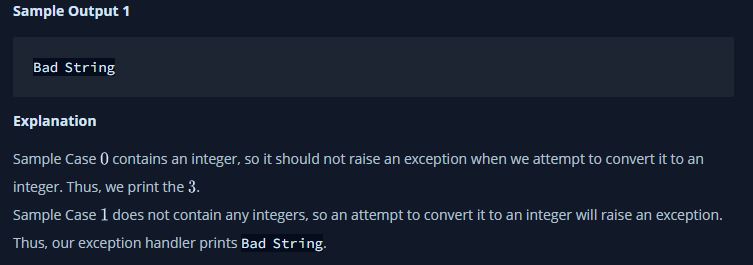 Sample Output 1
Bad String
Explanation
Sample Case 0 contains an integer, so it should not raise an exception when we attempt to convert it to an
integer. Thus, we print the 3.
Sample Case 1 does not contain any integers, so an attempt to convert it to an integer will raise an exception.
Thus, our exception handler prints Bad String.